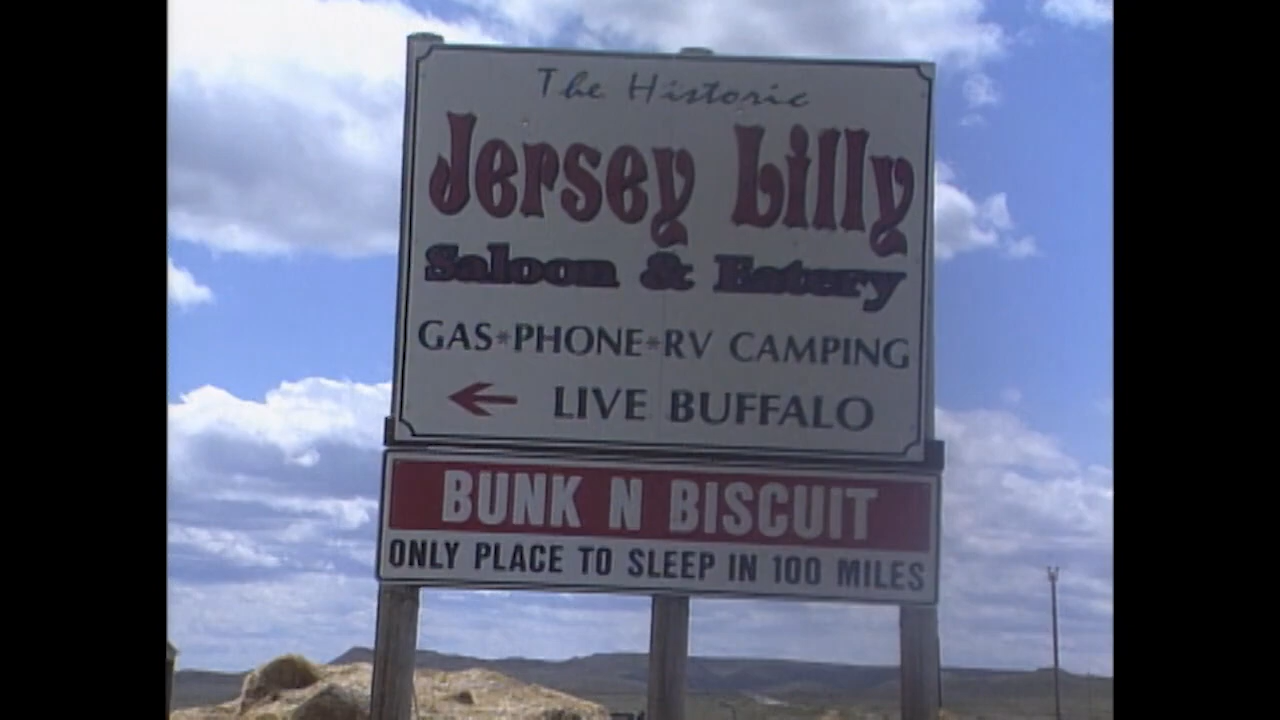 The Historic
Jersey Lilly
Saloon & Eatery
GAS*PHONE*RV CAMPING
← LIVE BUFFALO
BUNK N BISCUIT
ONLY PLACE TO SLEEP IN 100 MILES